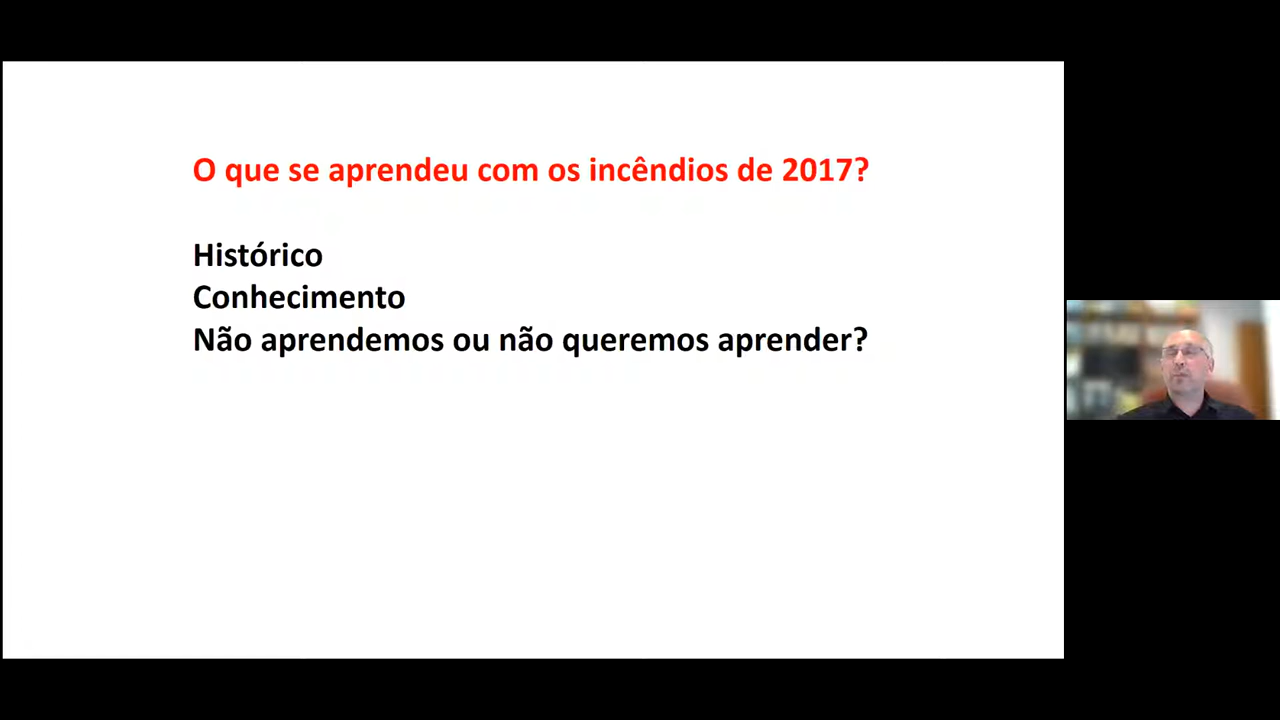 O que se aprendeu com os incêndios de 2017?
Histórico
Conhecimento
Não aprendemos ou não queremos aprender?